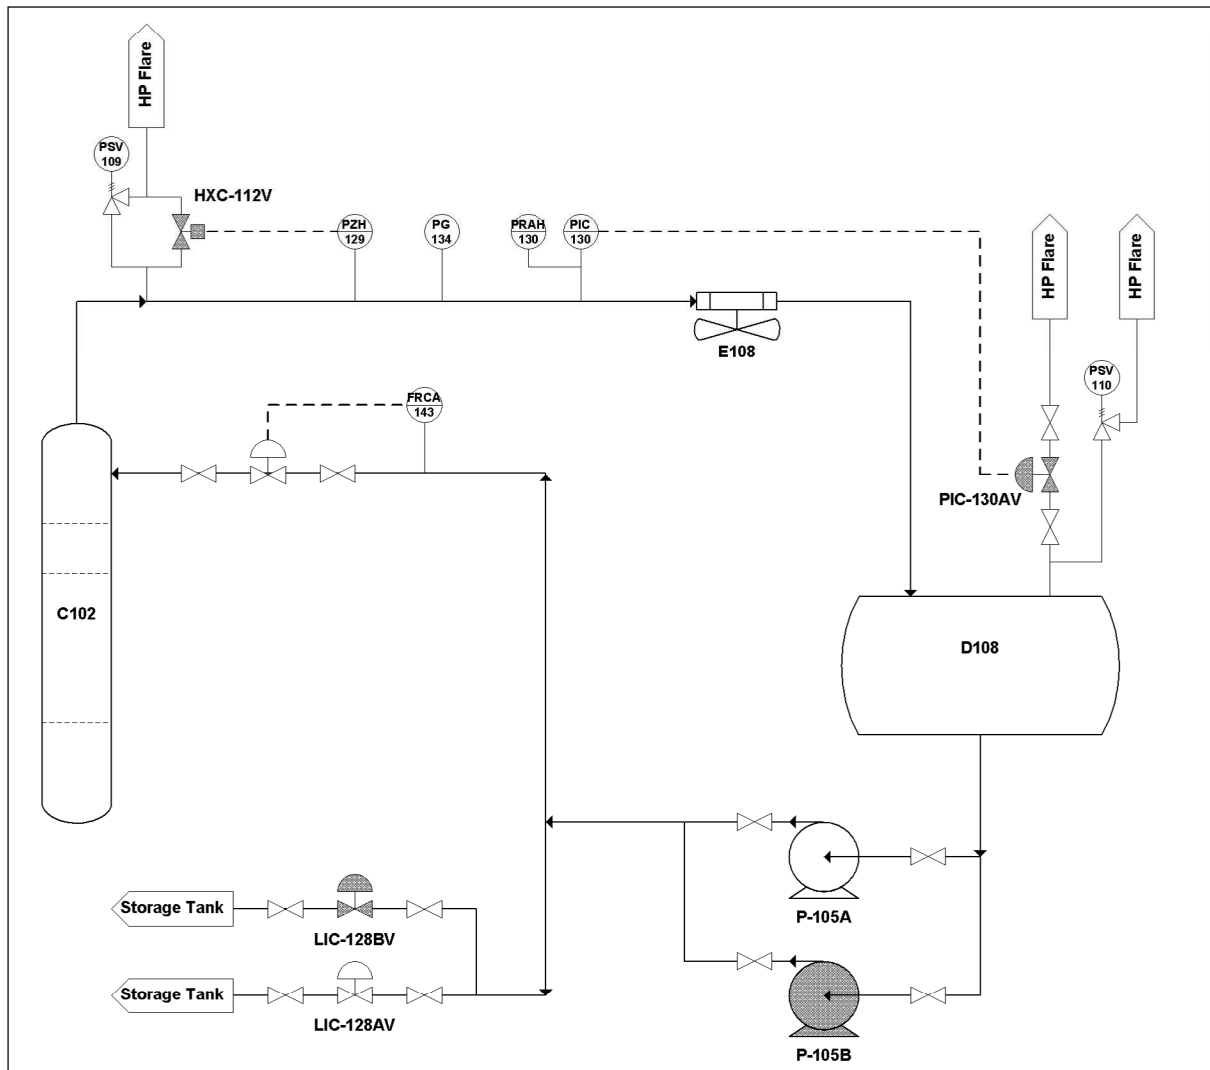 HP Flare
PSV
109
HXC-112V
PZH
129
PG
134
PRAH
130
PIC
130
HP Flare
HP Flare
E108
PSV
110
FRCA
143
PIC-130AV
C102
D108
Storage Tank
LIC-128BV
P-105A
Storage Tank
LIC-128AV
P-105B